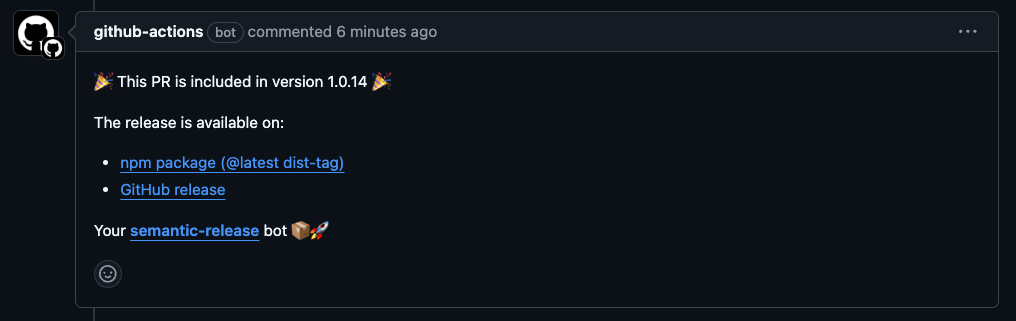 github-actions bot commented 6 minutes ago
🎉 This PR is included in version 1.0.14 🎉
The release is available on:
• npm package (@latest dist-tag)
• GitHub release
Your semantic-release bot 📦🚀